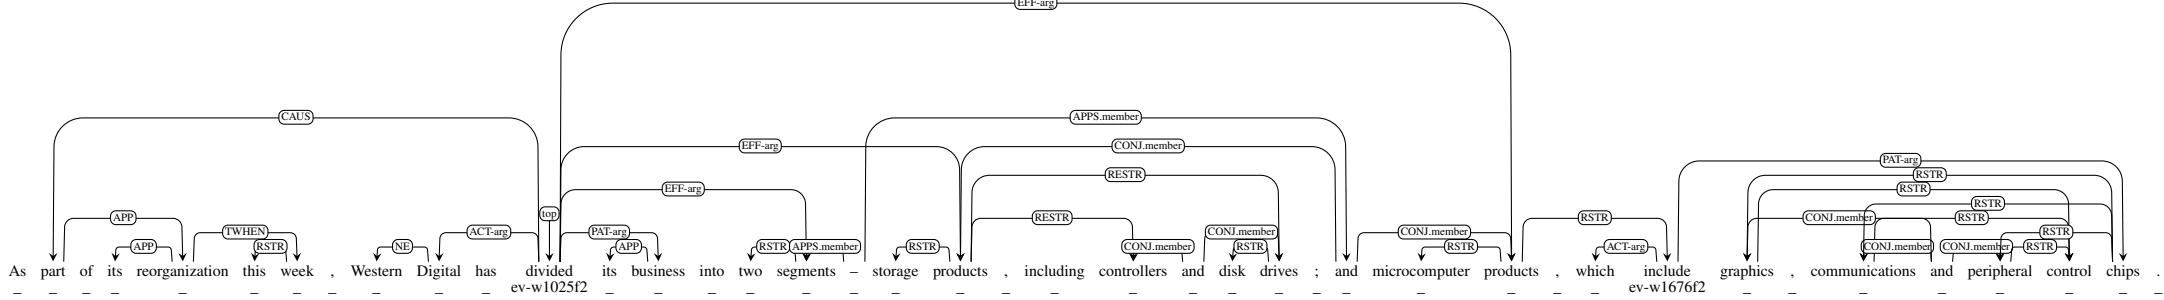 EFF-arg
CAUS APPS.member
EFF-arg CONJ.member
PAT-arg
RESTR RSTR
EFF-arg RSTR
RSTR
top
APP RESTR RSTR CONJ.member RSTR
TWHEN ACT-arg PAT-arg CONJ.member CONJ.member RSTR
APP RSTR NE APP RSTR APPS.member RSTR CONJ.member RSTR RSTR ACT-arg CONJ.member CONJ.member RSTR
As part of its reorganization this week , Western Digital has divided its business into two segments – storage products , including controllers and disk drives ; and microcomputer products , which include graphics , communications and peripheral control chips .
ev-w1025f2 ev-w1676f2
_ _ _ _ _ _ _ _ _ _ _ _ _ _ _ _ _ _ _ _ _ _ _ _ _ _ _ _ _ _ _ _ _ _ _ _ _ _ _